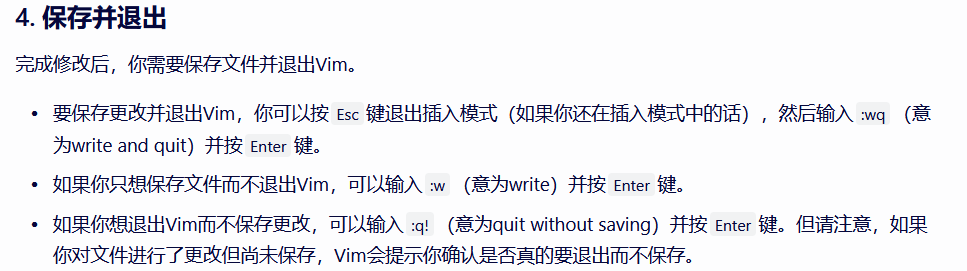 4. 保存并退出
完成修改后，你需要保存文件并退出Vim。
• 要保存更改并退出Vim，你可以按 Esc 键退出插入模式（如果你还在插入模式中的话），然后输入 :wq （意
为write and quit）并按 Enter 键。
• 如果你只想保存文件而不退出Vim，可以输入 :w （意为write）并按 Enter 键。
• 如果你想退出Vim而不保存更改，可以输入 :q! （意为quit without saving）并按 Enter 键。但请注意，如果
你对文件进行了更改但尚未保存，Vim会提示你确认是否真的要退出而不保存。